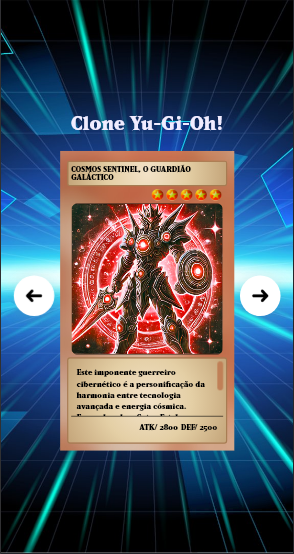 Clone Yu-Gi-Oh!
COSMOS SENTINEL, O GUARDIÃO
GALÁCTICO
Este imponente guerreiro
cibernético é a personificação da
harmonia entre tecnologia
avançada e energia cósmica.
ATK/ 2800 DEF/ 2500